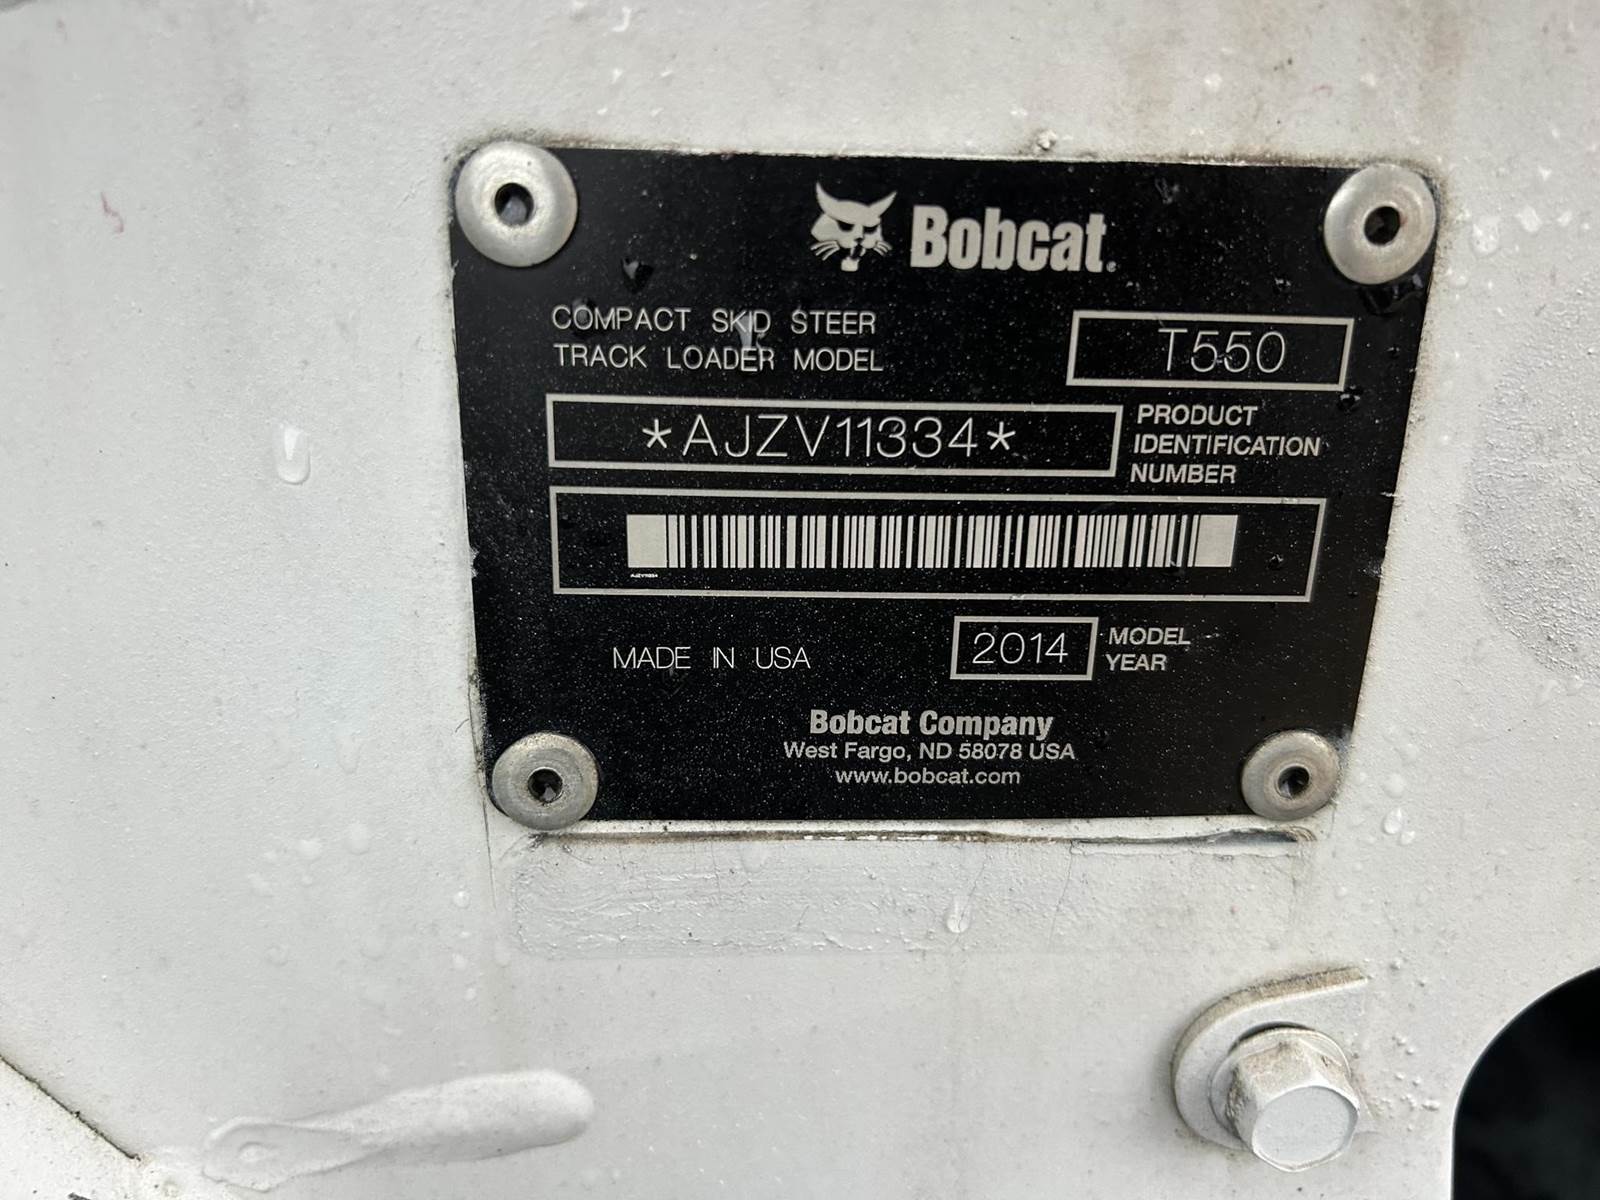 Bobcat.
COMPACT SKID STEER
TRACK LOADER MODEL
T550
*AJZV11334*
PRODUCT
IDENTIFICATION
NUMBER
AJZV11334
MADE IN USA
2014
MODEL
YEAR
Bobcat Company
West Fargo, ND 58078 USA
www.bobcat.com